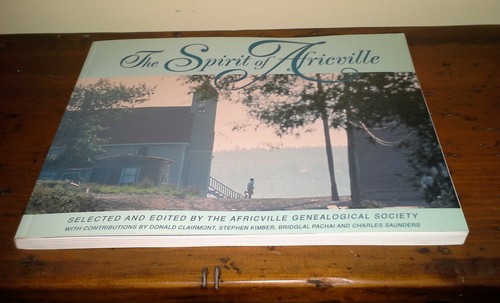 The Spirit of Africville
SELECTED AND EDITED BY THE AFRICVILLE GENEALOGICAL SOCIETY
WITH CONTRIBUTIONS BY DONALD CLAIRMONT, STEPHEN KIMBER, BRIDGLAL PACHAI AND CHARLES SAUNDERS